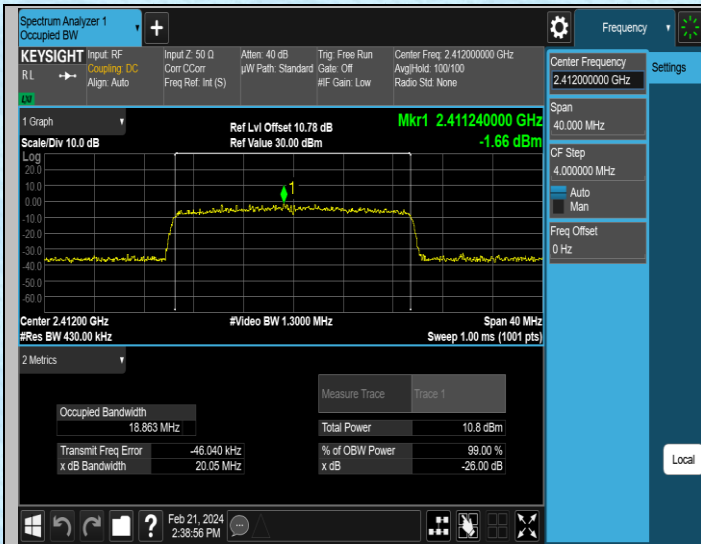 Spectrum Analyzer 1
Occupied BW
Frequency
KEYSIGHT
R L
LXI
Input: RF
Coupling: DC
Align: Auto
Input Z: 50 Ω
Corr CCorr
Freq Ref: Int (S)
Atten: 40 dB
µW Path: Standard
Trig: Free Run
Gate: Off
#IF Gain: Low
Center Freq: 2.412000000 GHz
Avg|Hold: 100/100
Radio Std: None
Center Frequency
2.412000000 GHz
Settings
Span
40.000 MHz
CF Step
4.000000 MHz
Auto
Man
Freq Offset
0 Hz
Local
1 Graph
Scale/Div 10.0 dB
Ref Lvl Offset 10.78 dB
Ref Value 30.00 dBm
Mkr1 2.411240000 GHz
-1.66 dBm
Log
20.0
10.0
0.00
-10.0
-20.0
-30.0
-40.0
-50.0
-60.0
1
Center 2.41200 GHz
#Res BW 430.00 kHz
#Video BW 1.3000 MHz
Span 40 MHz
Sweep 1.00 ms (1001 pts)
2 Metrics
Measure Trace Trace 1
Occupied Bandwidth
18.863 MHz
Total Power 10.8 dBm
Transmit Freq Error -46.040 kHz
% of OBW Power 99.00 %
x dB Bandwidth 20.05 MHz
x dB -26.00 dB
Feb 21, 2024
2:38:56 PM